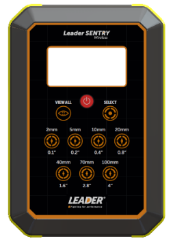 Leader SENTRY
Wireless
VIEW ALL
SELECT
2mm 5mm 10mm 20mm
0.1" 0.2" 0.4" 0.8"
40mm 70mm 100mm
1.6" 2.8" 4"
LEADER